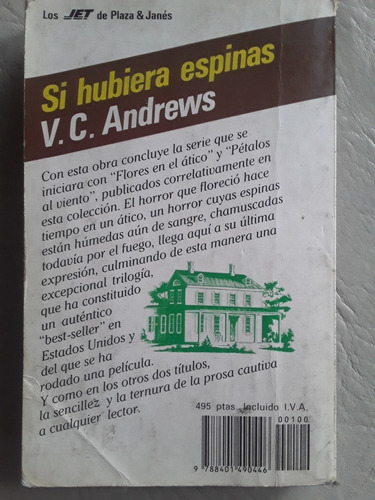 Los JET de Plaza & Janés
Si hubiera espinas
V. C. Andrews
Con esta obra concluye la serie que se
iniciara con "Flores en el ático" y "Pétalos
al viento", publicados correlativamente en
esta colección. El horror que floreció hace
tiempo en un ático, un horror cuyas espinas
están húmedas aún de sangre, chamuscadas
todavía por el fuego, llega aquí a su última
expresión, culminando de esta manera una
excepcional trilogía,
que ha constituido
un auténtico
"best-seller" en
Estados Unidos y
del que se ha
rodado una película.
Y como en los otros dos títulos,
la sencillez y la ternura de la prosa cautiva
a cualquier lector.
495 ptas. Incluido I.V.A.
00100
9 788401 490446